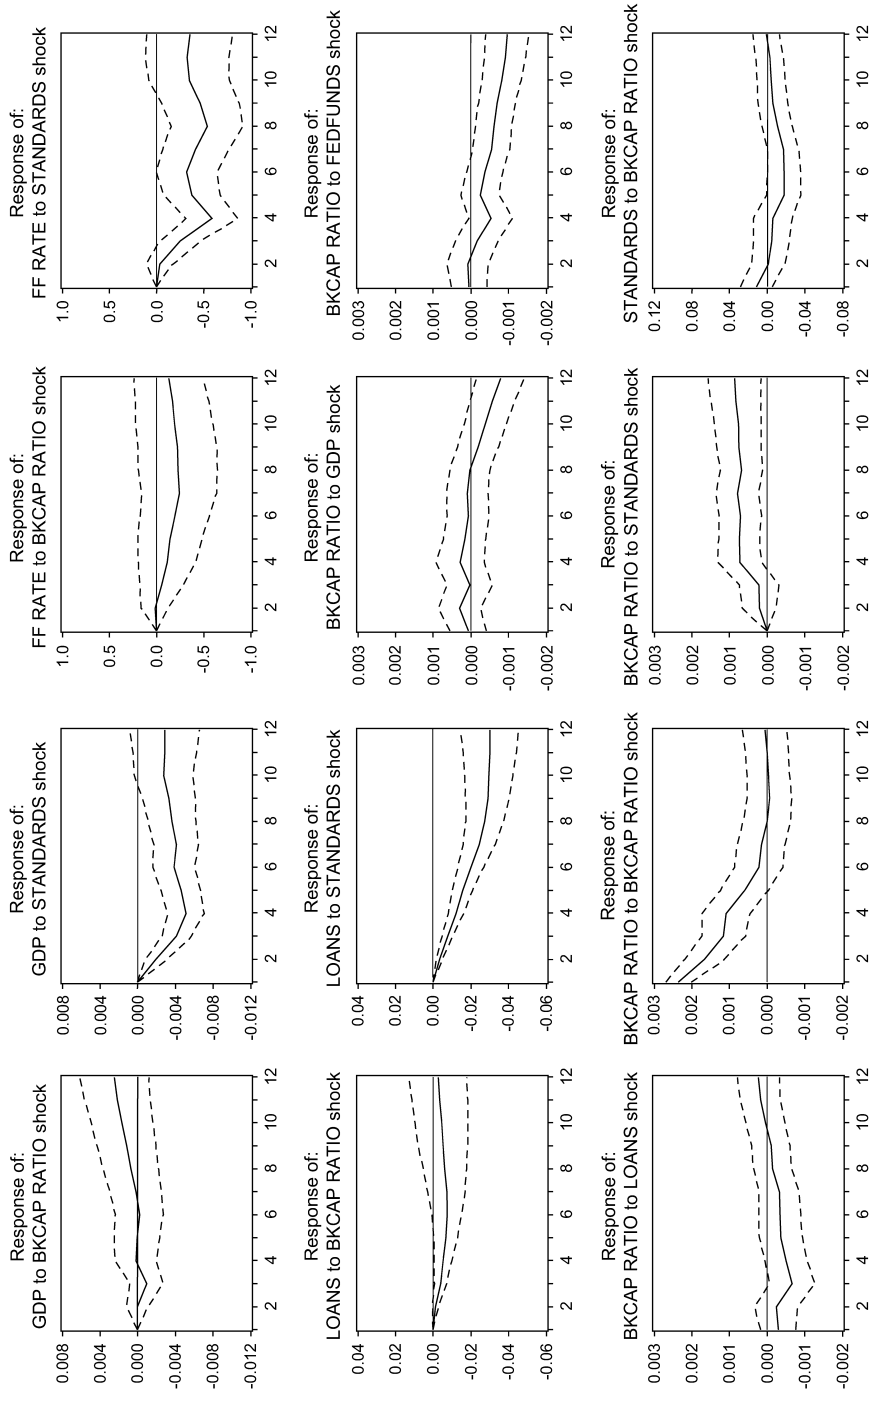 Response of:
GDP to BKCAP RATIO shock
0.008
0.004
0.000
-0.004
-0.008
-0.012
2 4 6 8 10 12
Response of:
GDP to STANDARDS shock
0.008
0.004
0.000
-0.004
-0.008
-0.012
2 4 6 8 10 12
Response of:
FF RATE to BKCAP RATIO shock
1.0
0.5
0.0
-0.5
-1.0
2 4 6 8 10 12
Response of:
FF RATE to STANDARDS shock
1.0
0.5
0.0
-0.5
-1.0
2 4 6 8 10 12
Response of:
LOANS to BKCAP RATIO shock
0.04
0.02
0.00
-0.02
-0.04
-0.06
2 4 6 8 10 12
Response of:
LOANS to STANDARDS shock
0.04
0.02
0.00
-0.02
-0.04
-0.06
2 4 6 8 10 12
Response of:
BKCAP RATIO to GDP shock
0.003
0.002
0.001
0.000
-0.001
-0.002
2 4 6 8 10 12
Response of:
BKCAP RATIO to FEDFUNDS shock
0.003
0.002
0.001
0.000
-0.001
-0.002
2 4 6 8 10 12
Response of:
BKCAP RATIO to LOANS shock
0.003
0.002
0.001
0.000
-0.001
-0.002
2 4 6 8 10 12
Response of:
BKCAP RATIO to BKCAP RATIO shock
0.003
0.002
0.001
0.000
-0.001
-0.002
2 4 6 8 10 12
Response of:
BKCAP RATIO to STANDARDS shock
0.003
0.002
0.001
0.000
-0.001
-0.002
2 4 6 8 10 12
Response of:
STANDARDS to BKCAP RATIO shock
0.12
0.08
0.04
0.00
-0.04
-0.08
2 4 6 8 10 12